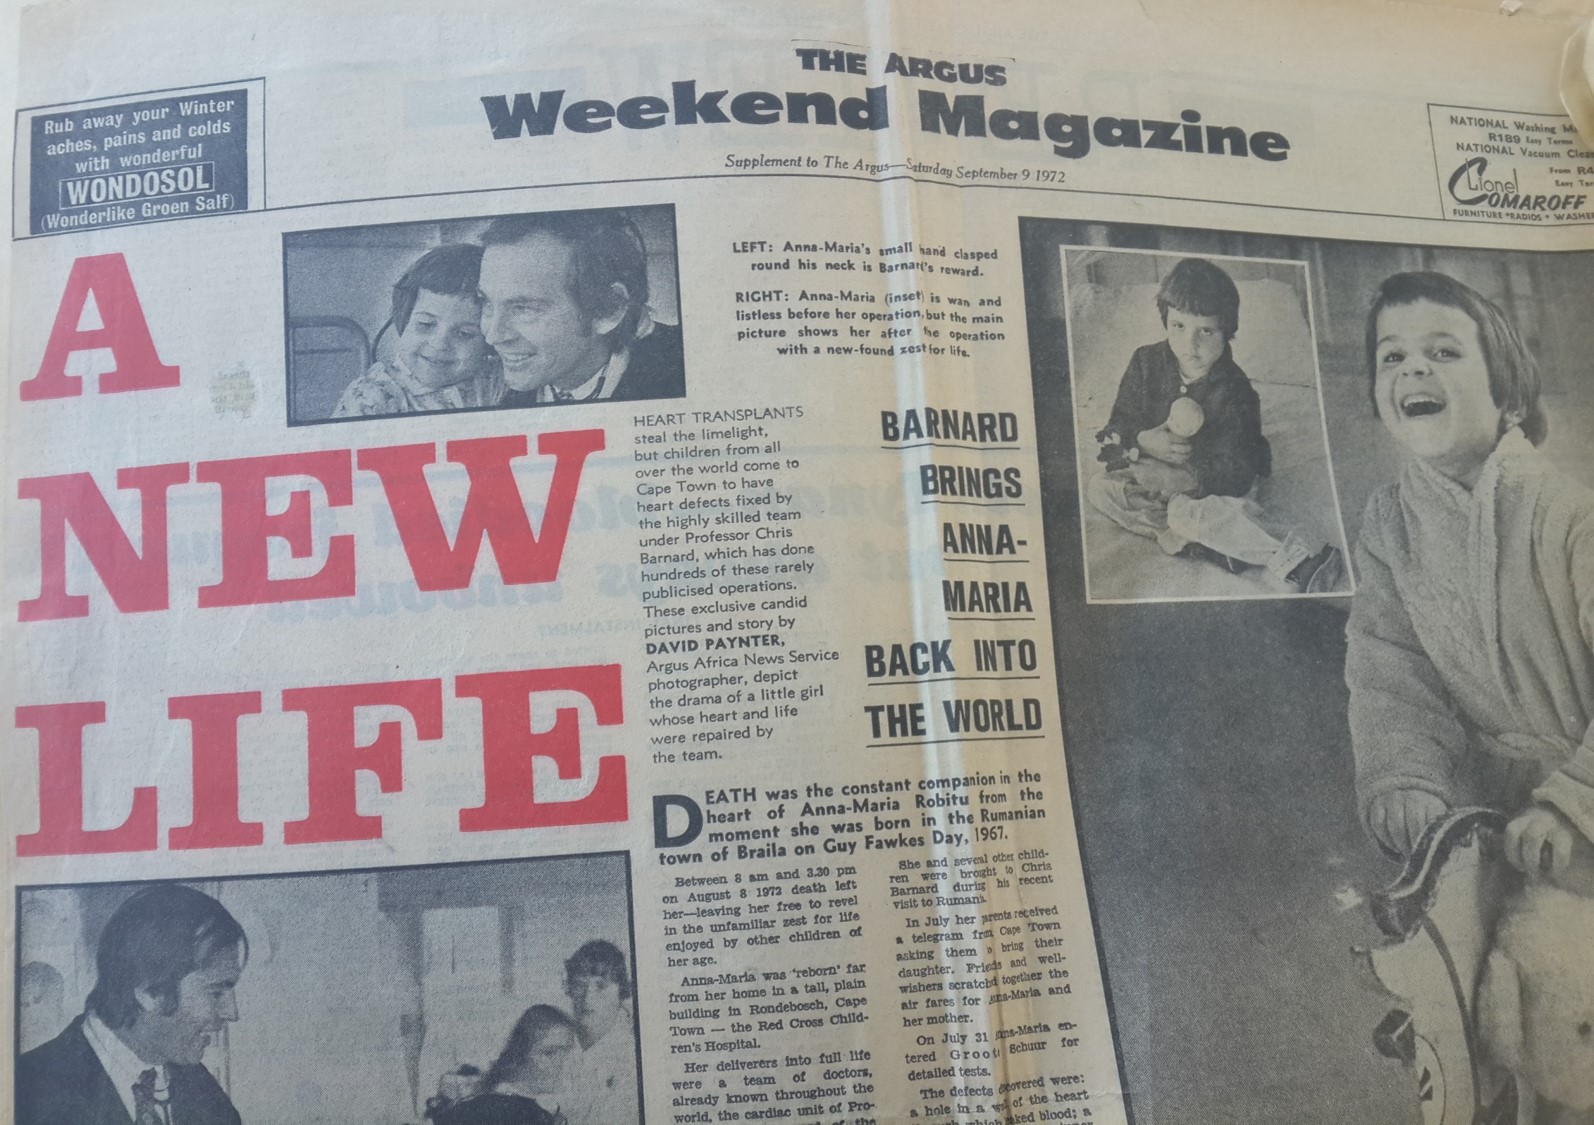 THE ARGUS
Weekend Magazine
Supplement to The Argus—Saturday September 9 1972
Rub away your Winter
aches, pains and colds
with wonderful
WONDOSOL
(Wonderlike Groen Salf)
NATIONAL Washing
R189 Easy Terms
NATIONAL Vacuum
From
Easy
Lionel
COMAROFF
FURNITURE * RADIOS *
A
NEW
LIFE
LEFT: Anna-Maria's small hand clasped
round his neck is Barnard's reward.
RIGHT: Anna-Maria (inset) is wan and
listless before her operation, but the main
picture shows her after the operation
with a new-found zest for life.
HEART TRANSPLANTS
steal the limelight,
but children from all
over the world come to
Cape Town to have
heart defects fixed by
the highly skilled team
under Professor Chris
Barnard, which has done
hundreds of these rarely
publicised operations.
These exclusive candid
pictures and story by
DAVID PAYNTER,
Argus Africa News Service
photographer, depict
the drama of a little girl
whose heart and life
were repaired by
the team.
BARNARD
BRINGS
ANNA-
MARIA
BACK INTO
THE WORLD
DEATH was the constant companion in the
heart of Anna-Maria Robitu from the
moment she was born in the Rumanian
town of Braila on Guy Fawkes Day, 1967.
Between 8 am and 3.30 pm
on August 8 1972 death left
her—leaving her free to revel
in the unfamiliar zest for life
enjoyed by other children of
her age.
Anna-Maria was 'reborn' far
from her home in a tall, plain
building in Rondebosch, Cape
Town — the Red Cross Child-
ren's Hospital.
Her deliverers into full life
were a team of doctors,
already known throughout the
world, the cardiac unit of Pro-
of the
She and several other child-
ren were brought to Chris
Barnard during his recent
visit to Rumania.
In July her parents received
a telegram from Cape Town
asking them to bring their
daughter. Friends and well-
wishers scratched together the
air fares for Anna-Maria and
her mother.
On July 31 Anna-Maria en-
tered Groote Schuur for
detailed tests.
The defects covered were:
a hole in a of the heart
blood; a